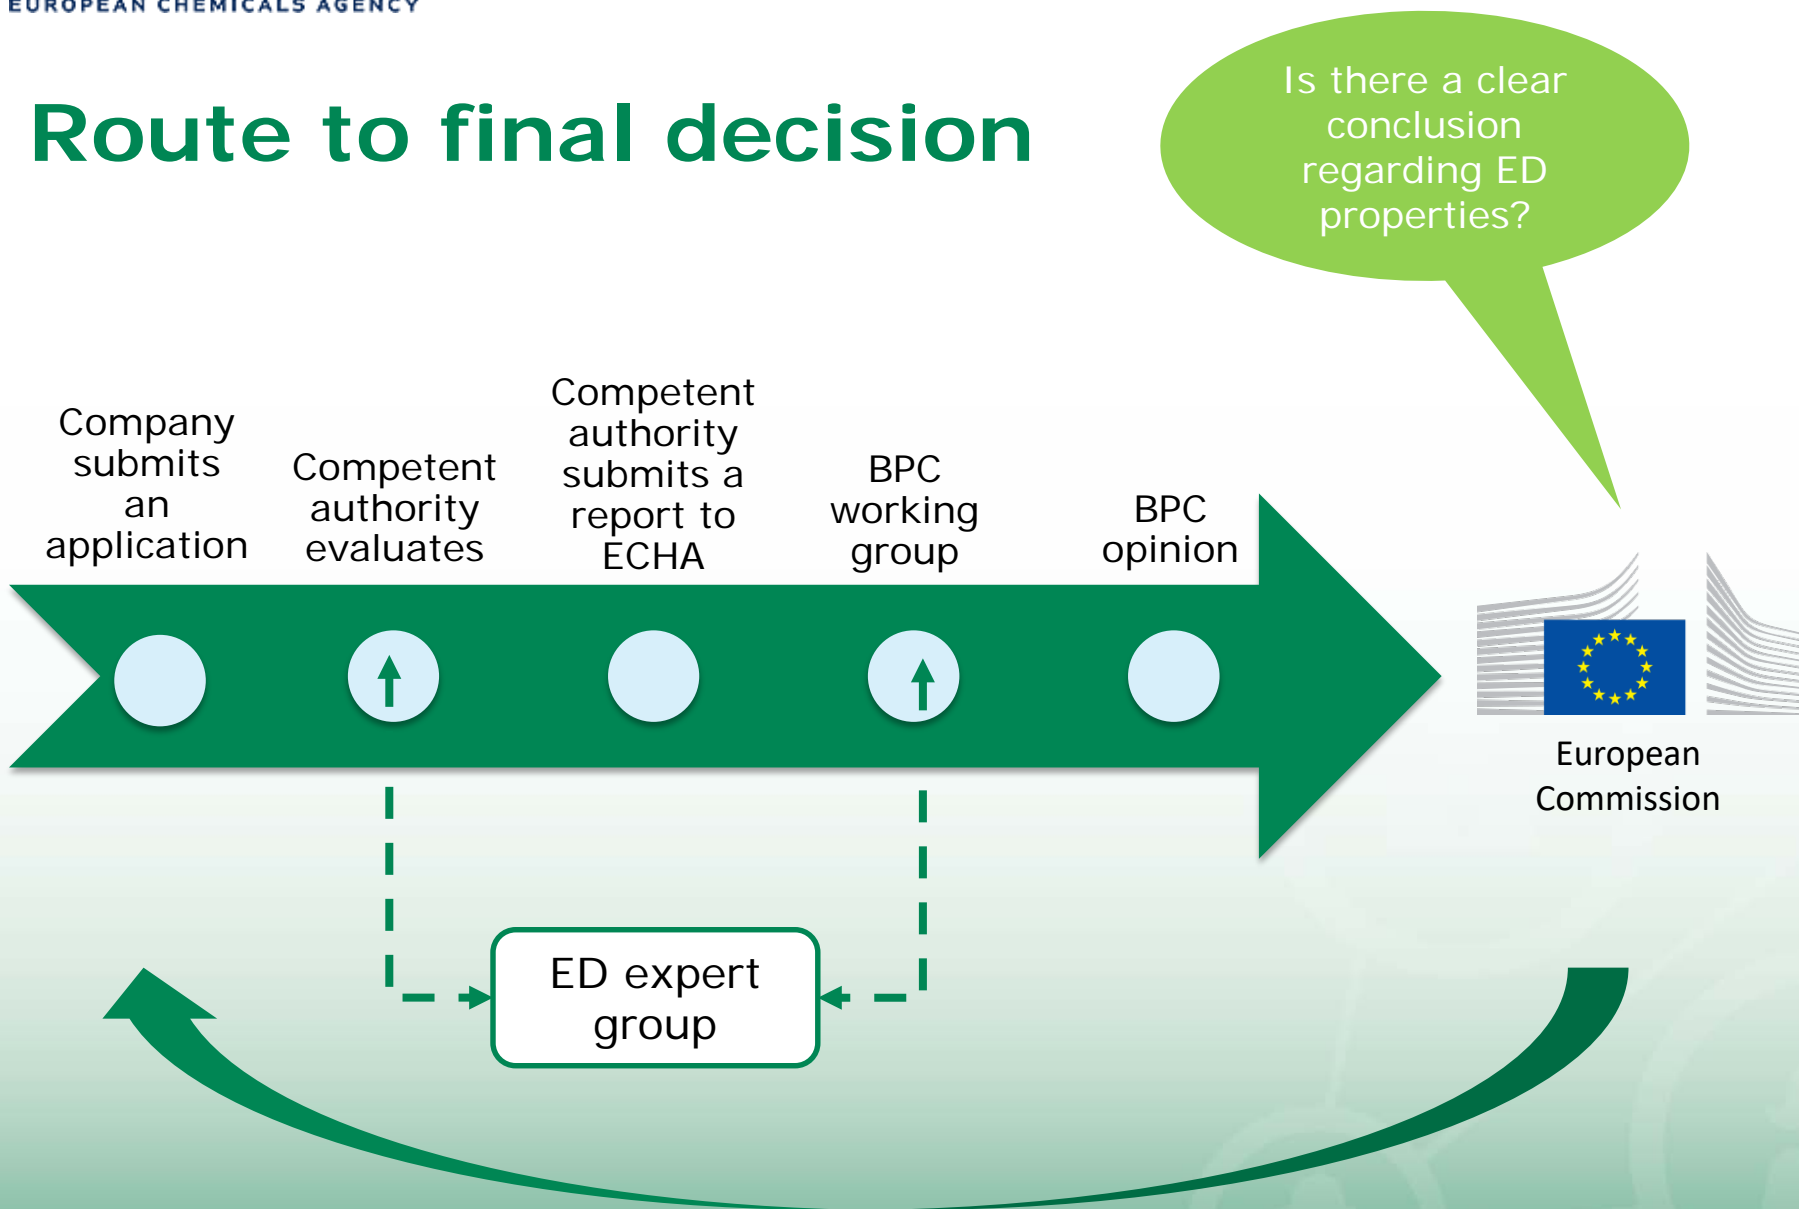 EUROPEAN CHEMICALS AGENCY
Route to final decision
Is there a clear
conclusion
regarding ED
properties?
Company
submits
an
application
Competent
authority
evaluates
Competent
authority
submits a
report to
ECHA
BPC
working
group
BPC
opinion
European
Commission
ED expert
group